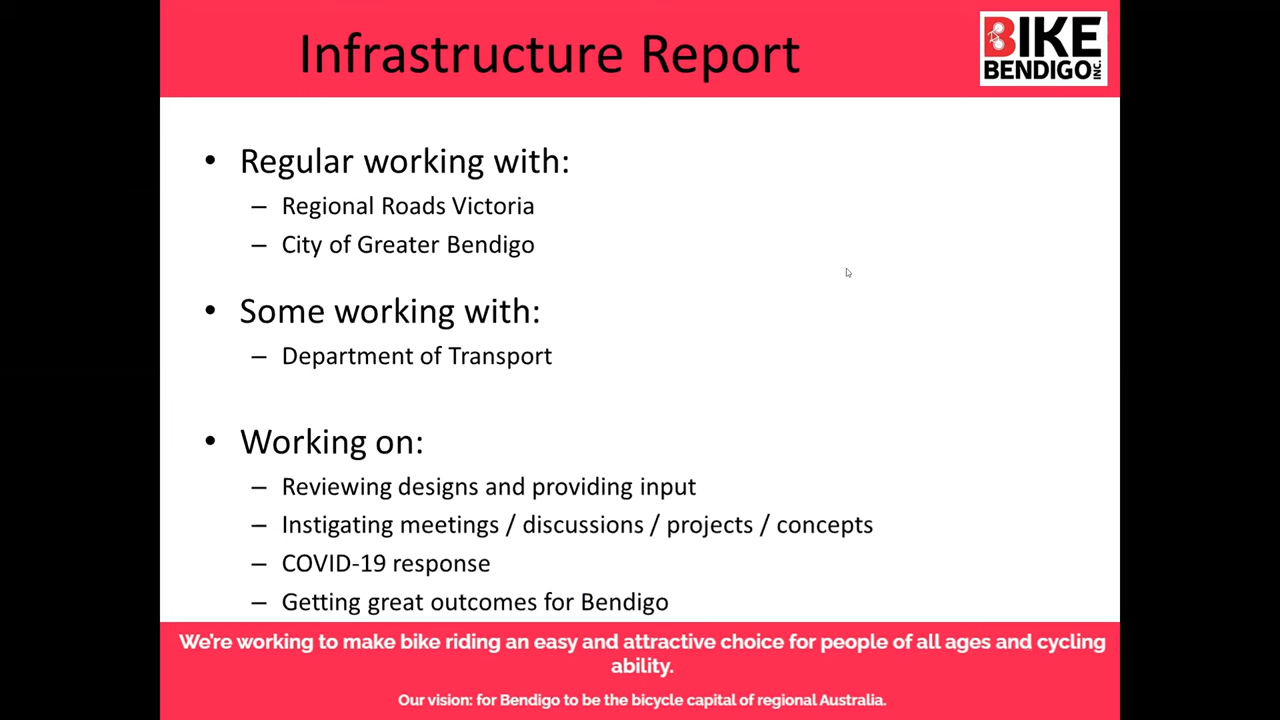 Infrastructure Report
BIKE
BENDIGO INC.
• Regular working with:
– Regional Roads Victoria
– City of Greater Bendigo
• Some working with:
– Department of Transport
• Working on:
– Reviewing designs and providing input
– Instigating meetings / discussions / projects / concepts
– COVID-19 response
– Getting great outcomes for Bendigo
We're working to make bike riding an easy and attractive choice for people of all ages and cycling
ability.
Our vision: for Bendigo to be the bicycle capital of regional Australia.